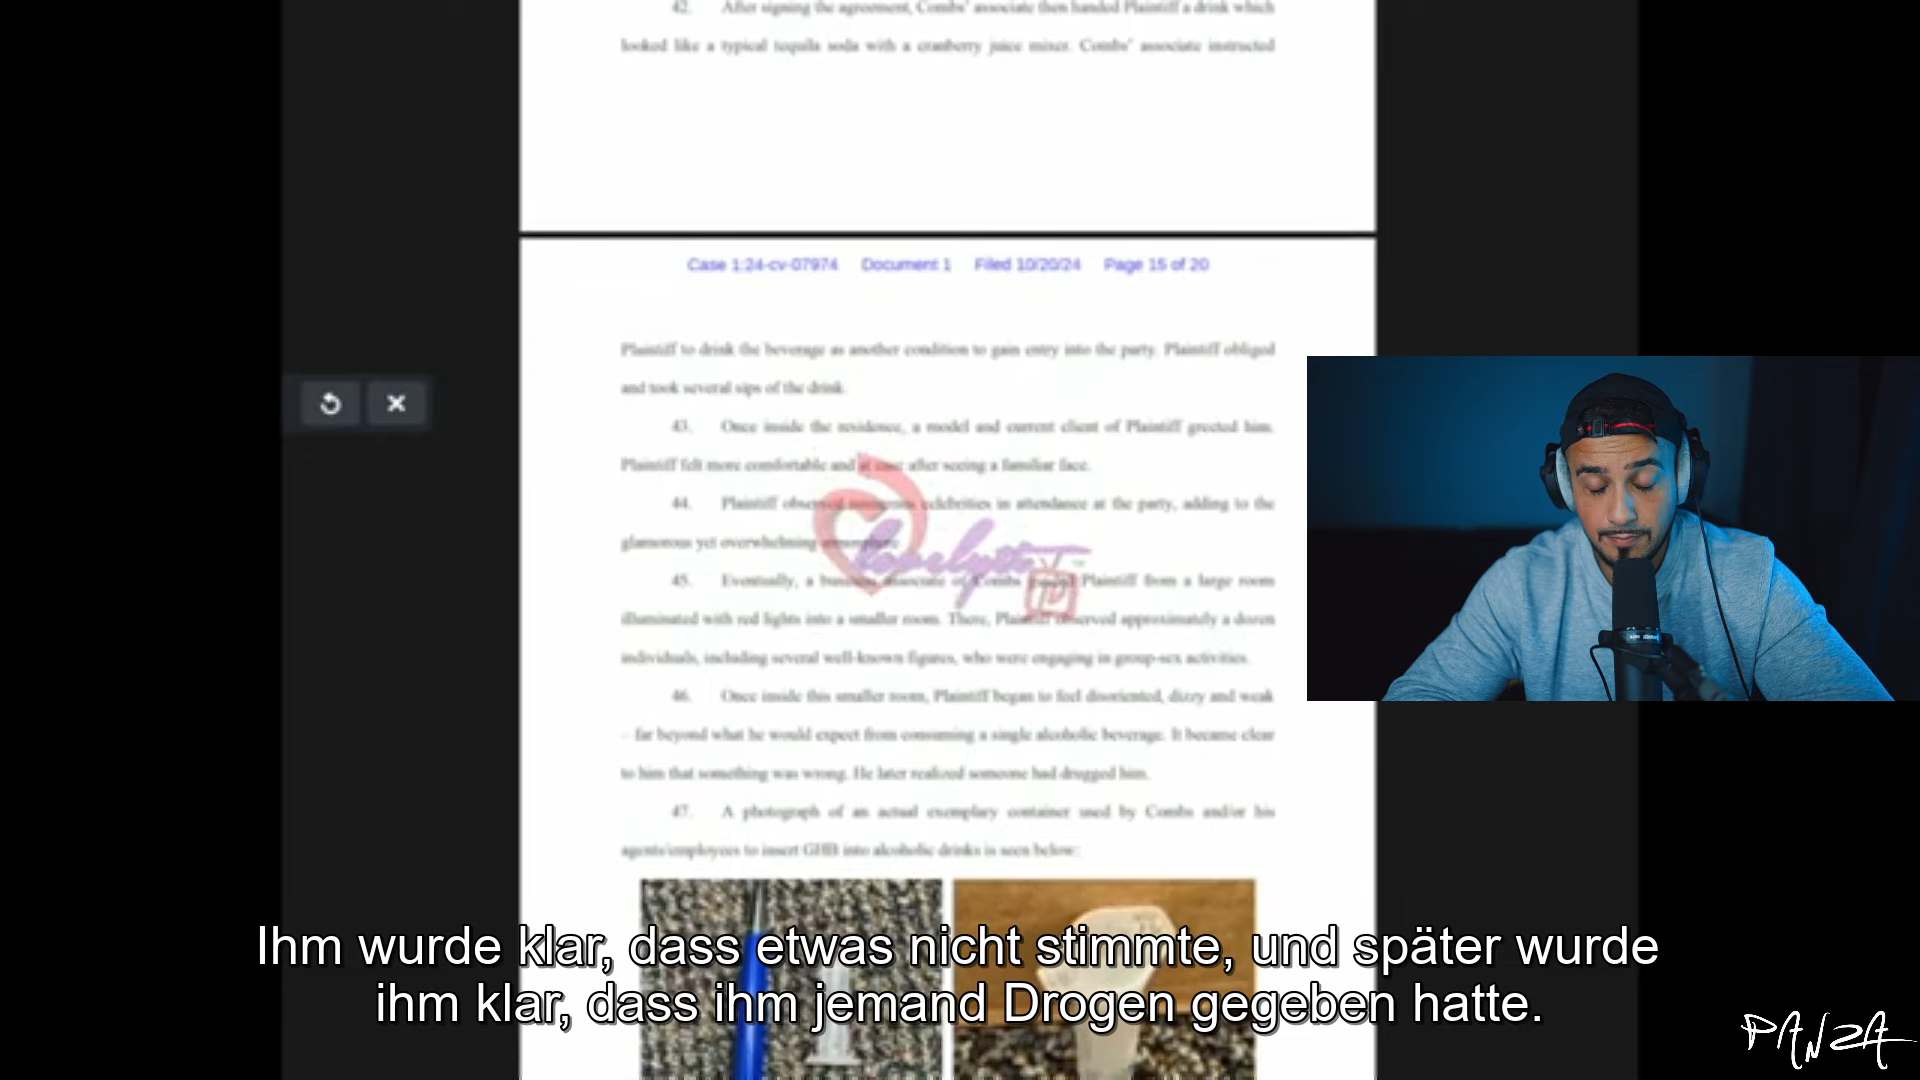 42. After signing the agreement, Combs' associate then handed Plaintiff a drink which
looked like a typical tequila soda with a cranberry juice mixer. Combs' associate instructed
Case 1:24-cv-07974 Document 1 Filed 10/20/24 Page 15 of 20
Plaintiff to drink the beverage as another condition to gain entry into the party. Plaintiff obliged
and took several sips of the drink.
43. Once inside the residence, a model and current client of Plaintiff greeted him.
Plaintiff felt more comfortable and at ease after seeing a familiar face.
44. Plaintiff observed numerous celebrities in attendance at the party, adding to the
glamorous yet overwhelming atmosphere.
lovelyti
TV
45. Eventually, a business associate of Combs guided Plaintiff from a large room
illuminated with red lights into a smaller room. There, Plaintiff observed approximately a dozen
individuals, including several well-known figures, who were engaging in group-sex activities.
46. Once inside this smaller room, Plaintiff began to feel disoriented, dizzy and weak
– far beyond what he would expect from consuming a single alcoholic beverage. It became clear
to him that something was wrong. He later realized someone had drugged him.
47. A photograph of an actual exemplary container used by Combs and/or his
agents/employees to insert GHB into alcoholic drinks is seen below:
Ihm wurde klar, dass etwas nicht stimmte, und später wurde
ihm klar, dass ihm jemand Drogen gegeben hatte.
PANZA